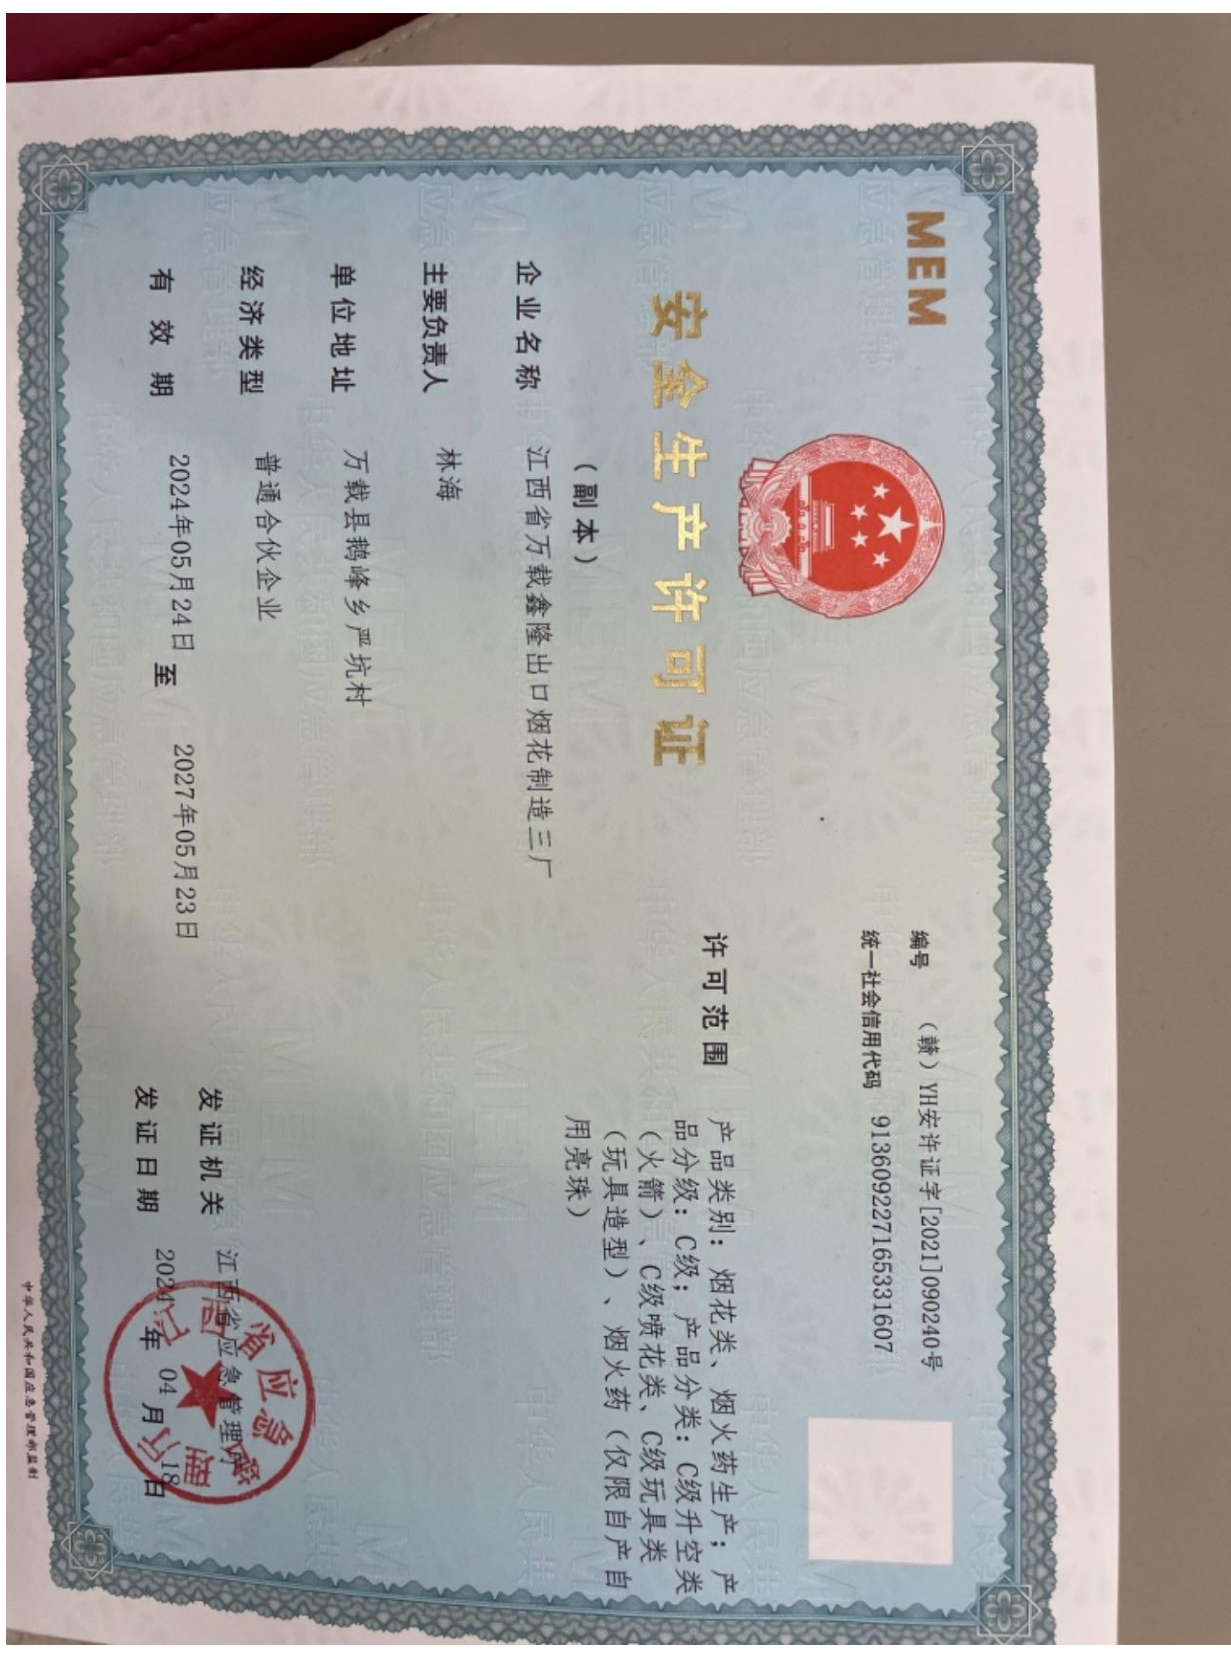 MEM
安全生产许可证
（副本）
编号 （赣）YH安许证字[2021]090240号
统一社会信用代码 913609227165331607
企业名称 江西省万载鑫隆出口烟花制造三厂
主要负责人 林海
单位地址 万载县鹅峰乡严坑村
经济类型 普通合伙企业
有效期 2024年05月24日 至 2027年05月23日
许可范围 产品类别：烟花类、烟火药生产；产
品分级：C级；产品分类：C级升空类
（火箭）、C级喷花类、C级玩具类
（玩具造型）、烟火药（仅限自产自
用亮珠）
发证机关 江西省应急管理厅
发证日期 2024年04月18日
中华人民共和国应急管理部监制